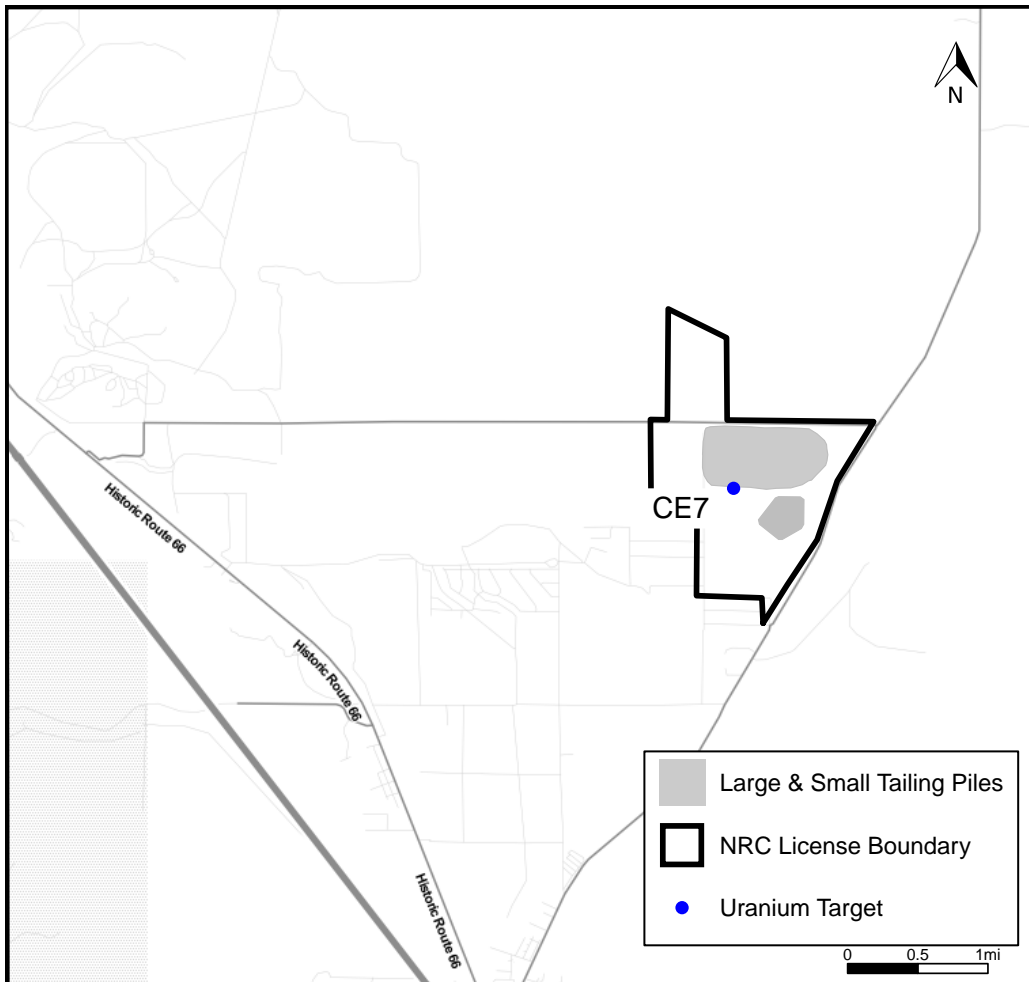 N
CE7
Historic Route 66
Historic Route 66
Historic Route 66
Large & Small Tailing Piles
NRC License Boundary
Uranium Target
0 0.5 1mi